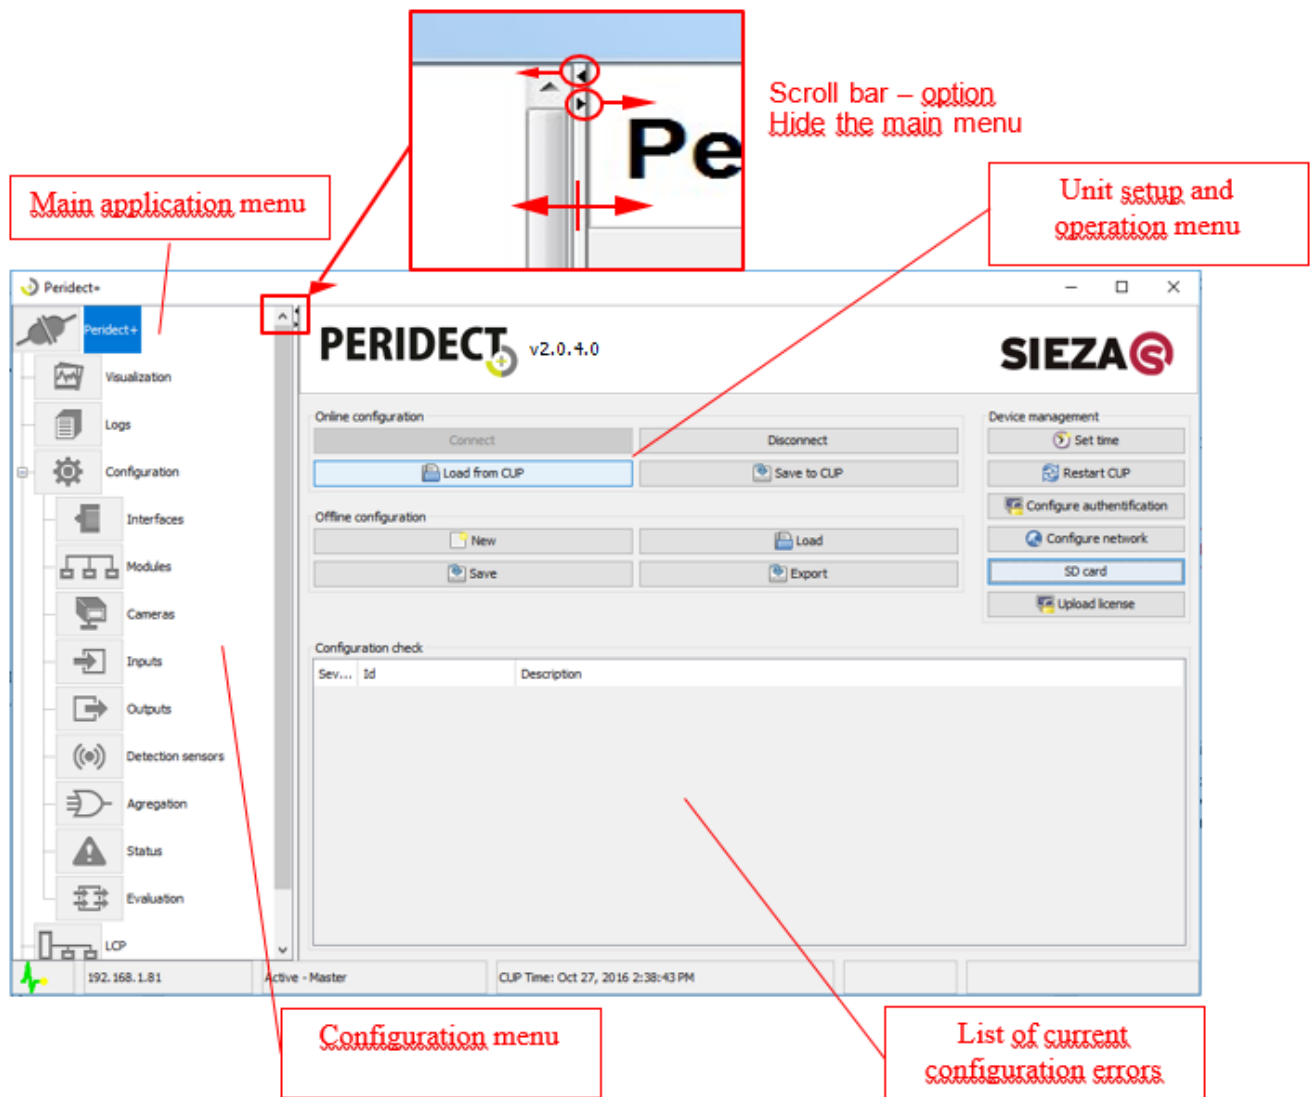 Pe
Scroll bar – option
Hide the main menu
Main application menu
Unit setup and
operation menu
Peridect+
Peridect+
Visualization
Logs
Configuration
Interfaces
Modules
Cameras
Inputs
Outputs
Detection sensors
Agregation
Status
Evaluation
LCP
PERIDECT v2.0.4.0
SIEZA
Online configuration
Connect
Disconnect
Load from CUP
Save to CUP
Offline configuration
New
Load
Save
Export
Device management
Set time
Restart CUP
Configure authentification
Configure network
SD card
Upload license
Configuration check
Sev... Id Description
192.168.1.81 Active - Master CUP Time: Oct 27, 2016 2:38:43 PM
Configuration menu
List of current
configuration errors